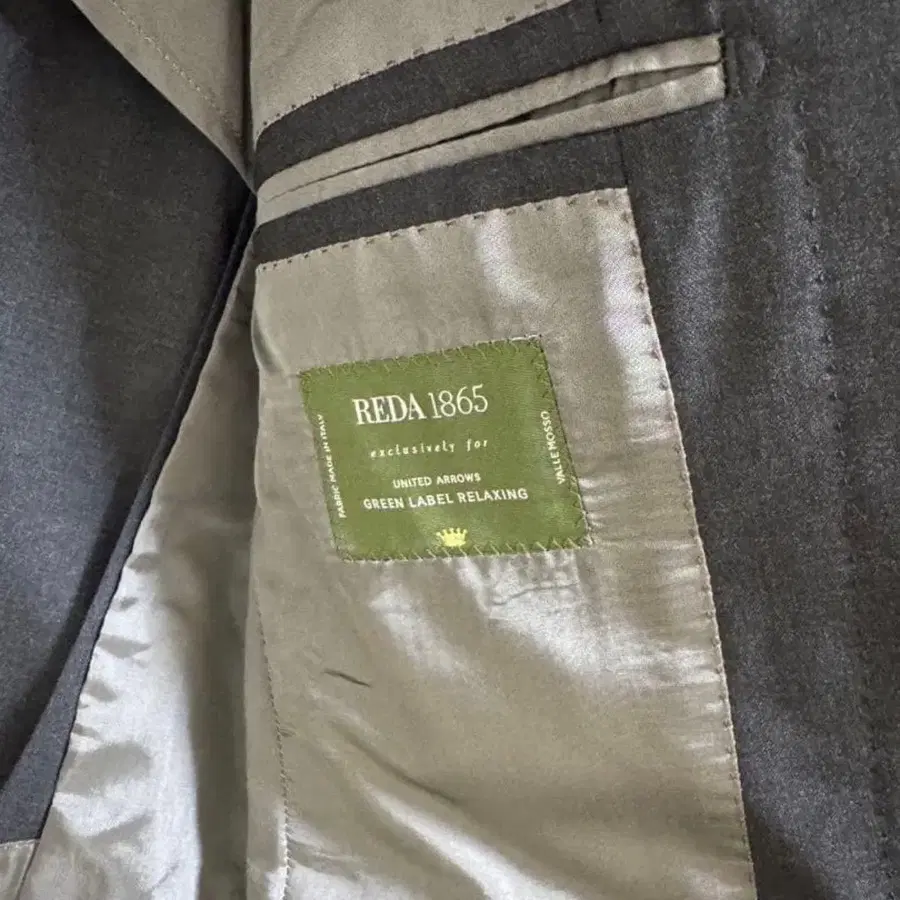 REDA 1865
exclusively for
UNITED ARROWS
GREEN LABEL RELAXING
FABRIC MADE IN ITALY
VALLE MOSSO